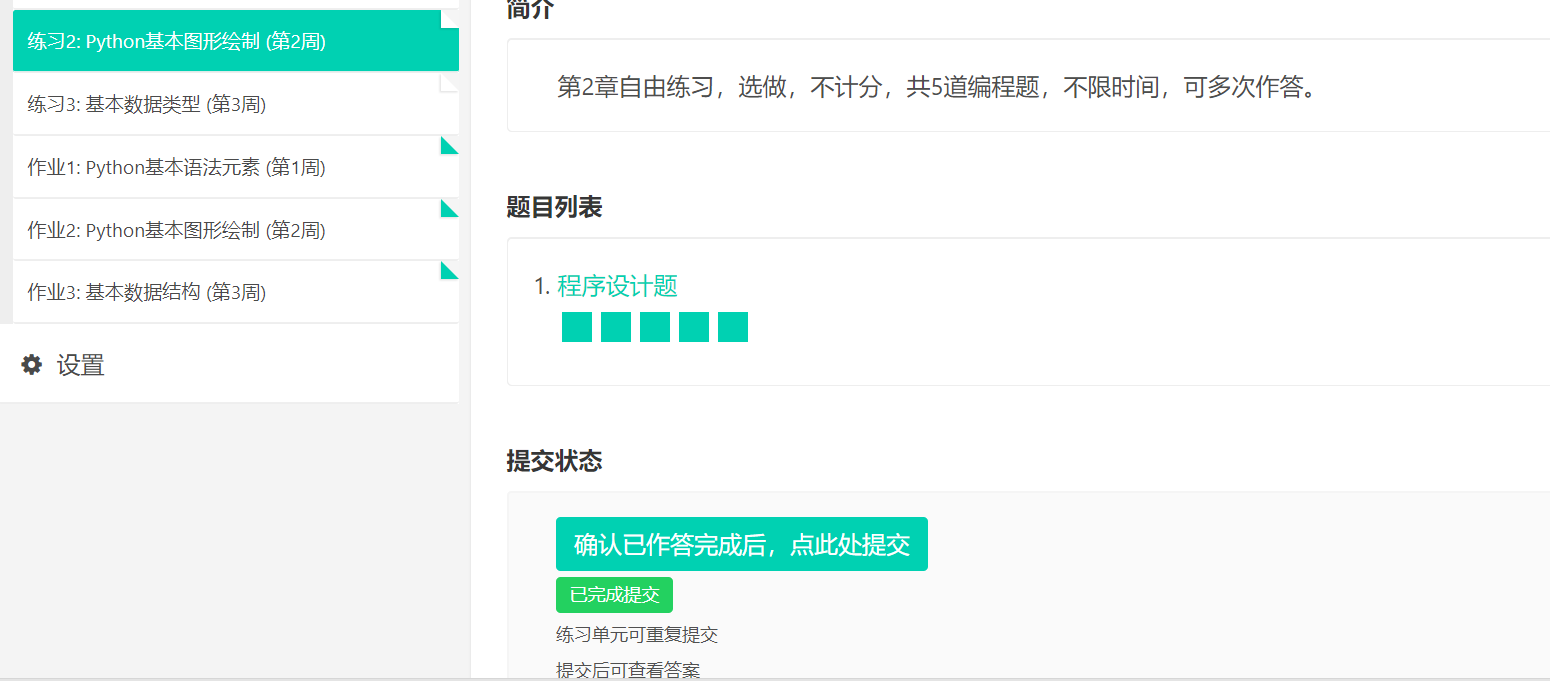 练习2: Python基本图形绘制 (第2周)
练习3: 基本数据类型 (第3周)
作业1: Python基本语法元素 (第1周)
作业2: Python基本图形绘制 (第2周)
作业3: 基本数据结构 (第3周)
设置
简介
第2章自由练习，选做，不计分，共5道编程题，不限时间，可多次作答。
题目列表
1. 程序设计题
提交状态
确认已作答完成后，点此处提交
已完成提交
练习单元可重复提交
提交后可查看答案